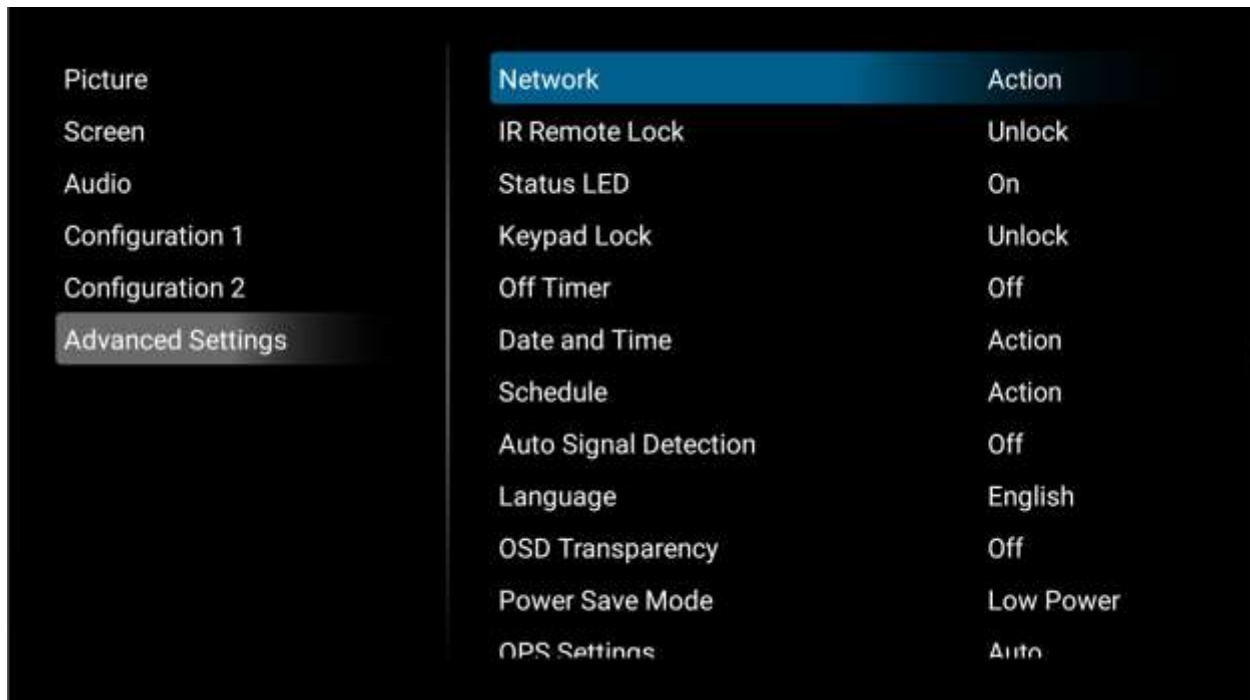 Picture
Screen
Audio
Configuration 1
Configuration 2
Advanced Settings
Network Action
IR Remote Lock Unlock
Status LED On
Keypad Lock Unlock
Off Timer Off
Date and Time Action
Schedule Action
Auto Signal Detection Off
Language English
OSD Transparency Off
Power Save Mode Low Power
OPS Settings Auto